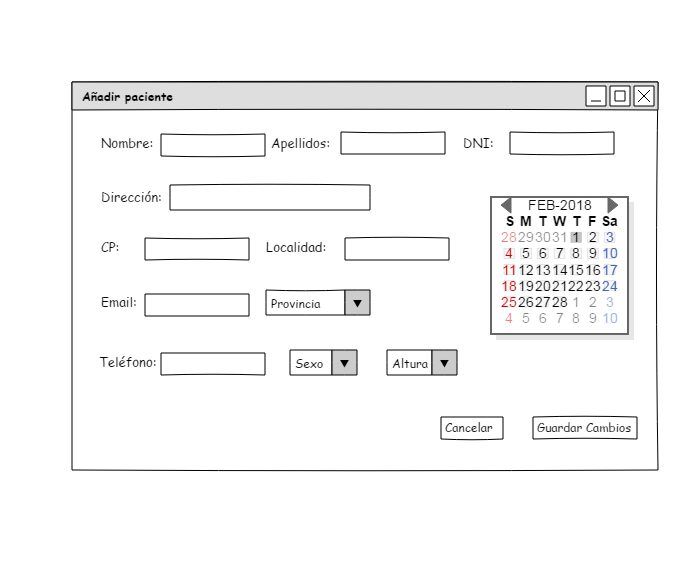 Añadir paciente
Nombre: Apellidos: DNI:
Dirección:
FEB-2018
S M T W T F Sa
28 29 30 31 1 2 3
4 5 6 7 8 9 10
11 12 13 14 15 16 17
18 19 20 21 22 23 24
25 26 27 28 1 2 3
4 5 6 7 8 9 10
CP: Localidad:
Email: Provincia
Teléfono: Sexo Altura
Cancelar Guardar Cambios